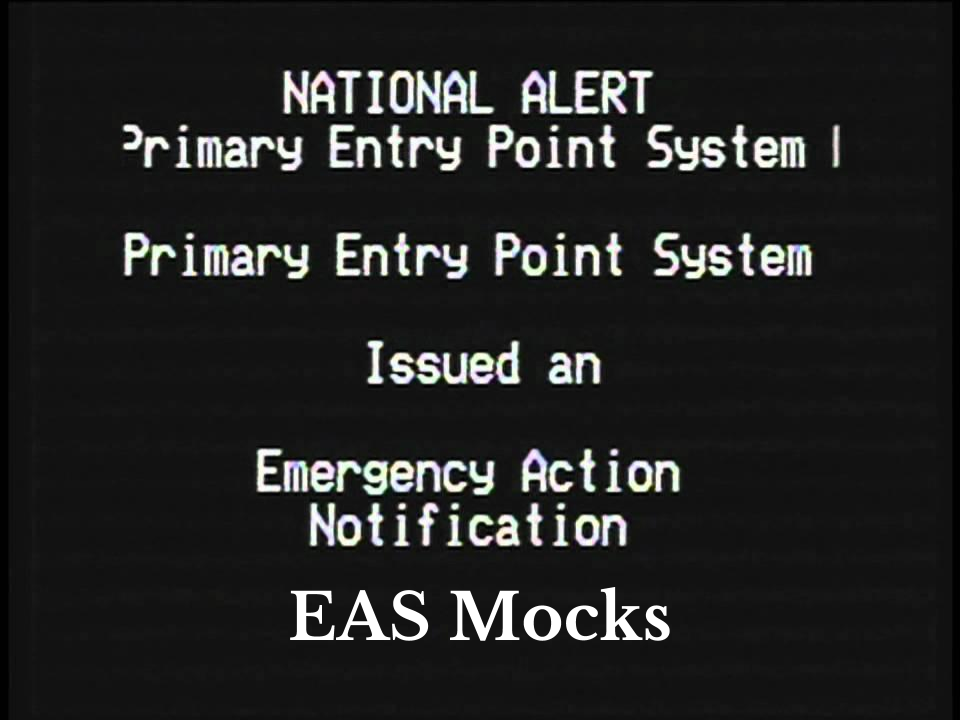 NATIONAL ALERT
Primary Entry Point System
Primary Entry Point System
Issued an
Emergency Action
Notification
EAS Mocks